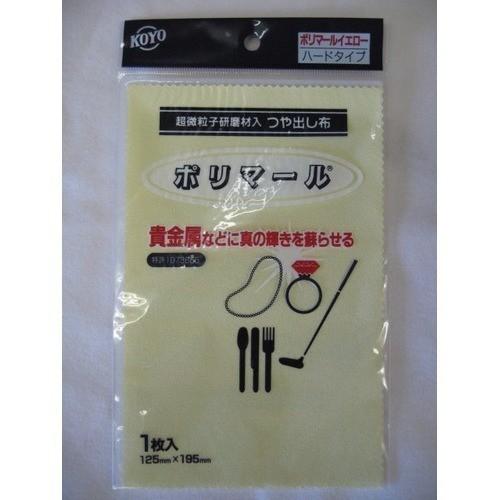 KOYO
ポリマールイエロー
ハードタイプ
超微粒子研磨材入 つや出し布
ポリマール®
貴金属などに真の輝きを蘇らせる
1枚入
125mm×195mm